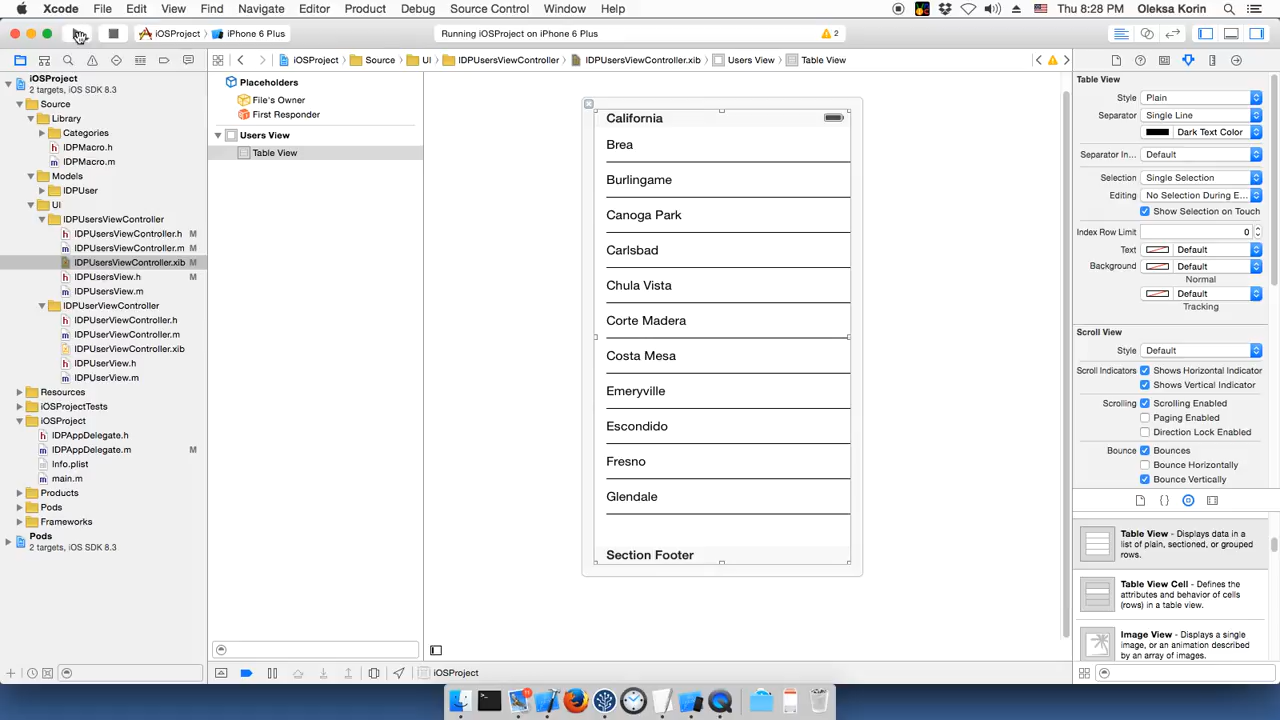 Xcode File Edit View Find Navigate Editor Product Debug Source Control Window Help Thu 8:28 PM Oleksa Korin
iOSProject iPhone 6 Plus Running iOSProject on iPhone 6 Plus 2
iOSProject Source UI IDPUsersViewController IDPUsersViewController.xib Users View Table View
iOSProject
2 targets, iOS SDK 8.3
Source
Library
Categories
IDPMacro.h
IDPMacro.m
Models
IDPUser
UI
IDPUsersViewController
IDPUsersViewController.h M
IDPUsersViewController.m M
IDPUsersViewController.xib
IDPUsersView.h M
IDPUsersView.m
IDPUserViewController
IDPUserViewController.h
IDPUserViewController.m
IDPUserViewController.xib
IDPUserView.h
IDPUserView.m
Resources
iOSProjectTests
iOSProject
IDPAppDelegate.h
IDPAppDelegate.m M
Info.plist
main.m
Products
Pods
Frameworks
Pods
2 targets, iOS SDK 8.3
Placeholders
File's Owner
First Responder
Users View
Table View
California
Brea
Burlingame
Canoga Park
Carlsbad
Chula Vista
Corte Madera
Costa Mesa
Emeryville
Escondido
Fresno
Glendale
Section Footer
iOSProject
Table View
Style Plain
Separator Single Line
Dark Text Color
Separator In... Default
Selection Single Selection
Editing No Selection During E...
Show Selection on Touch
Index Row Limit 0
Text Default
Background Default
Normal
Default
Tracking
Scroll View
Style Default
Scroll Indicators Shows Horizontal Indicator
Shows Vertical Indicator
Scrolling Scrolling Enabled
Paging Enabled
Direction Lock Enabled
Bounce Bounces
Bounce Horizontally
Bounce Vertically
Table View - Displays data in a
list of plain, sectioned, or grouped
rows.
Table View Cell - Defines the
attributes and behavior of cells
(rows) in a table view.
Image View - Displays a single
image, or an animation described
by an array of images.